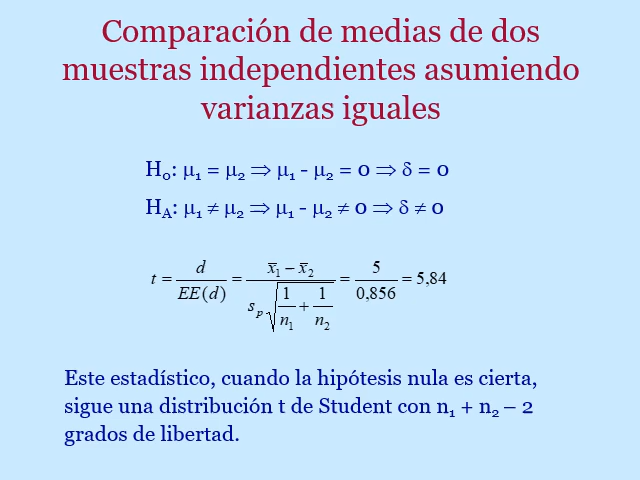 Comparación de medias de dos
muestras independientes asumiendo
varianzas iguales
H₀: μ₁ = μ₂ ⇒ μ₁ - μ₂ = 0 ⇒ δ = 0
H_A: μ₁ ≠ μ₂ ⇒ μ₁ - μ₂ ≠ 0 ⇒ δ ≠ 0
t = d / EE(d) = (x̅₁ − x̅₂) / (s_p √(1/n₁ + 1/n₂)) = 5 / 0,856 = 5,84
Este estadístico, cuando la hipótesis nula es cierta,
sigue una distribución t de Student con n₁ + n₂ – 2
grados de libertad.